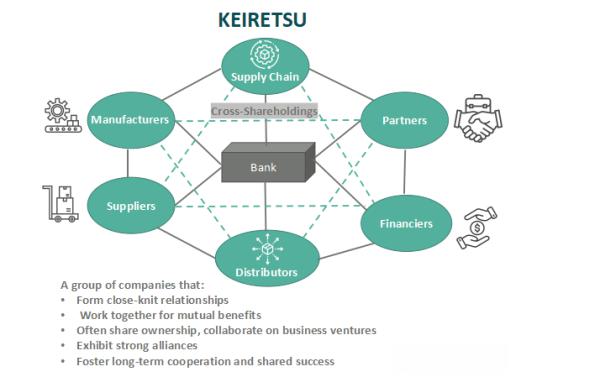 KEIRETSU
Supply Chain
Cross-Shareholdings
Manufacturers
Partners
Bank
Suppliers
Financiers
Distributors
A group of companies that:
• Form close-knit relationships
• Work together for mutual benefits
• Often share ownership, collaborate on business ventures
• Exhibit strong alliances
• Foster long-term cooperation and shared success